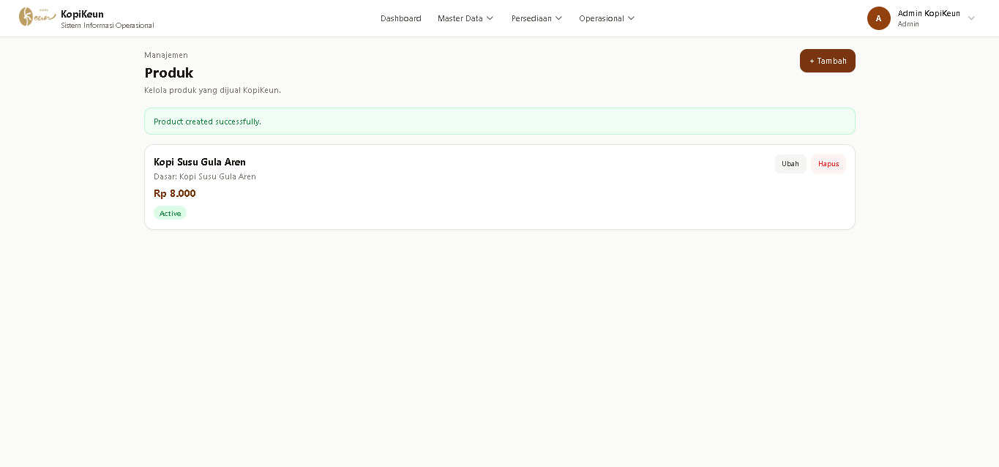 KopiKeun
Sistem Informasi Operasional
Dashboard
Master Data
Persediaan
Operasional
A
Admin KopiKeun
Admin
Manajemen
Produk
Kelola produk yang dijual KopiKeun.
+ Tambah
Product created successfully.
Kopi Susu Gula Aren
Dasar: Kopi Susu Gula Aren
Rp 8.000
Active
Ubah
Hapus